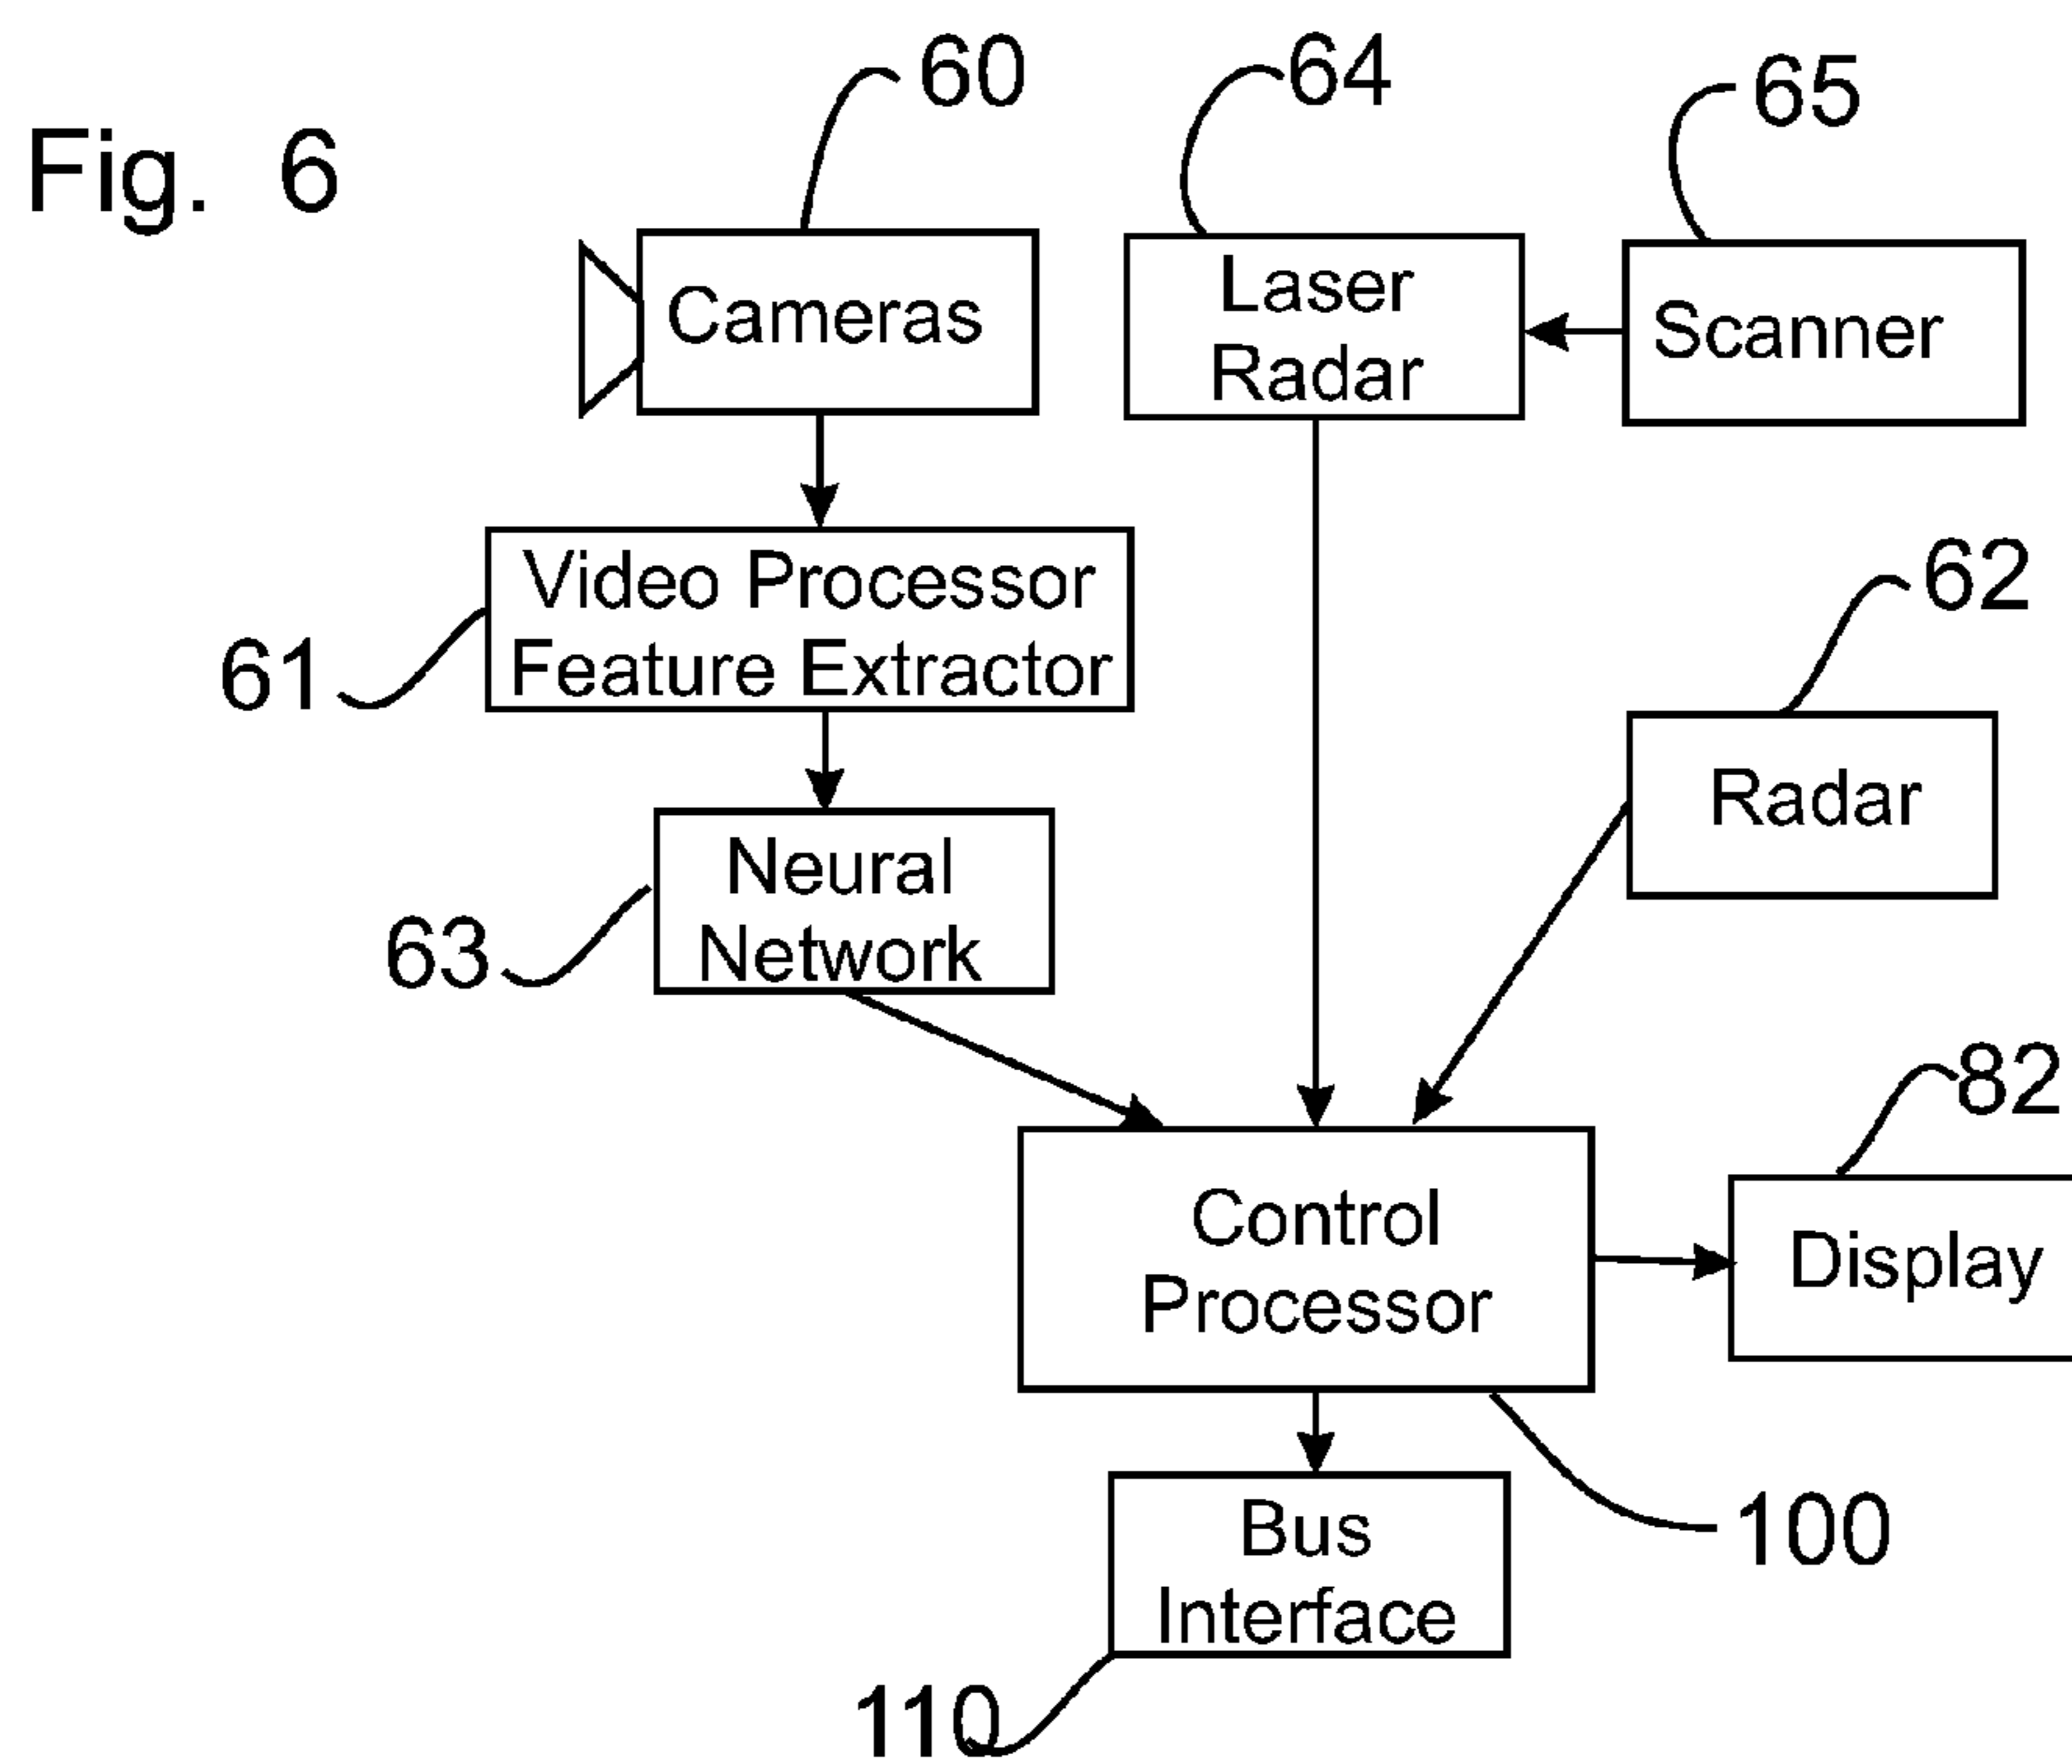 Fig. 6
60
64
65
Cameras
Laser
Radar
Scanner
Video Processor
Feature Extractor
61
62
Radar
Neural
Network
63
82
Control
Processor
Display
100
Bus
Interface
110